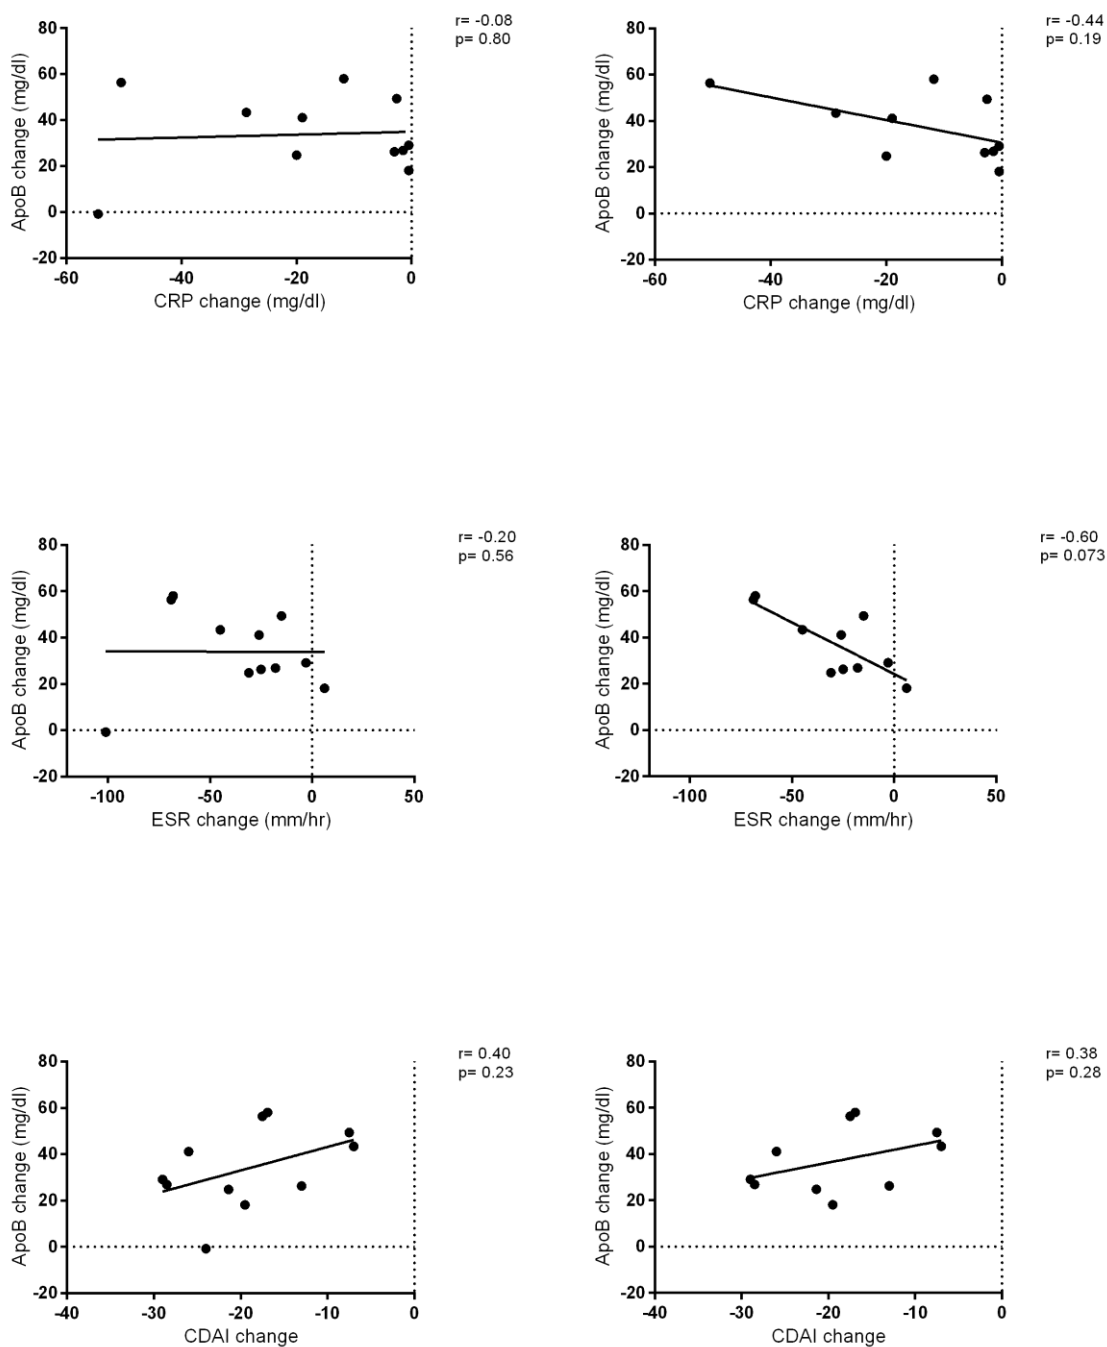 r= -0.08
p= 0.80
ApoB change (mg/dl)
80
60
40
20
0
-20
-60
-40
-20
0
CRP change (mg/dl)
r= -0.44
p= 0.19
ApoB change (mg/dl)
80
60
40
20
0
-20
-60
-40
-20
0
CRP change (mg/dl)
r= -0.20
p= 0.56
ApoB change (mg/dl)
80
60
40
20
0
-20
-100
-50
0
50
ESR change (mm/hr)
r= -0.60
p= 0.073
ApoB change (mg/dl)
80
60
40
20
0
-20
-100
-50
0
50
ESR change (mm/hr)
r= 0.40
p= 0.23
ApoB change (mg/dl)
80
60
40
20
0
-20
-40
-30
-20
-10
0
CDAI change
r= 0.38
p= 0.28
ApoB change (mg/dl)
80
60
40
20
0
-20
-40
-30
-20
-10
0
CDAI change